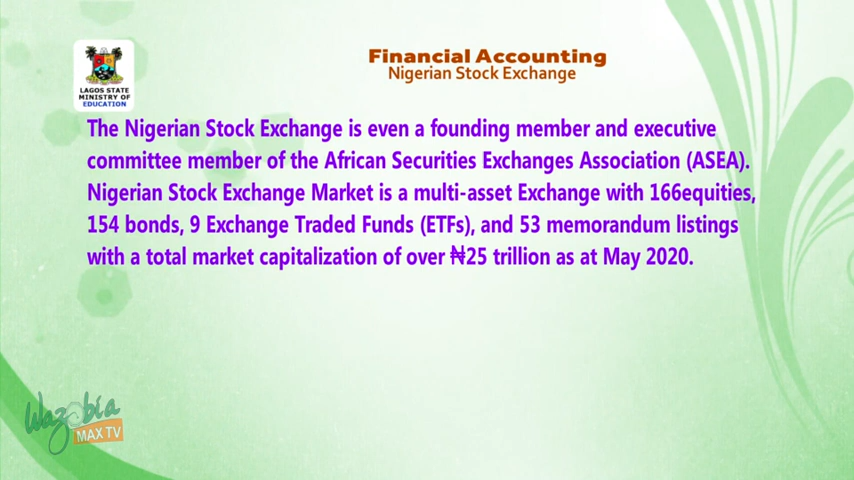 Financial Accounting
Nigerian Stock Exchange
LAGOS STATE
MINISTRY OF
EDUCATION
The Nigerian Stock Exchange is even a founding member and executive
committee member of the African Securities Exchanges Association (ASEA).
Nigerian Stock Exchange Market is a multi-asset Exchange with 166equities,
154 bonds, 9 Exchange Traded Funds (ETFs), and 53 memorandum listings
with a total market capitalization of over ₦25 trillion as at May 2020.
Wazobia
MAX TV